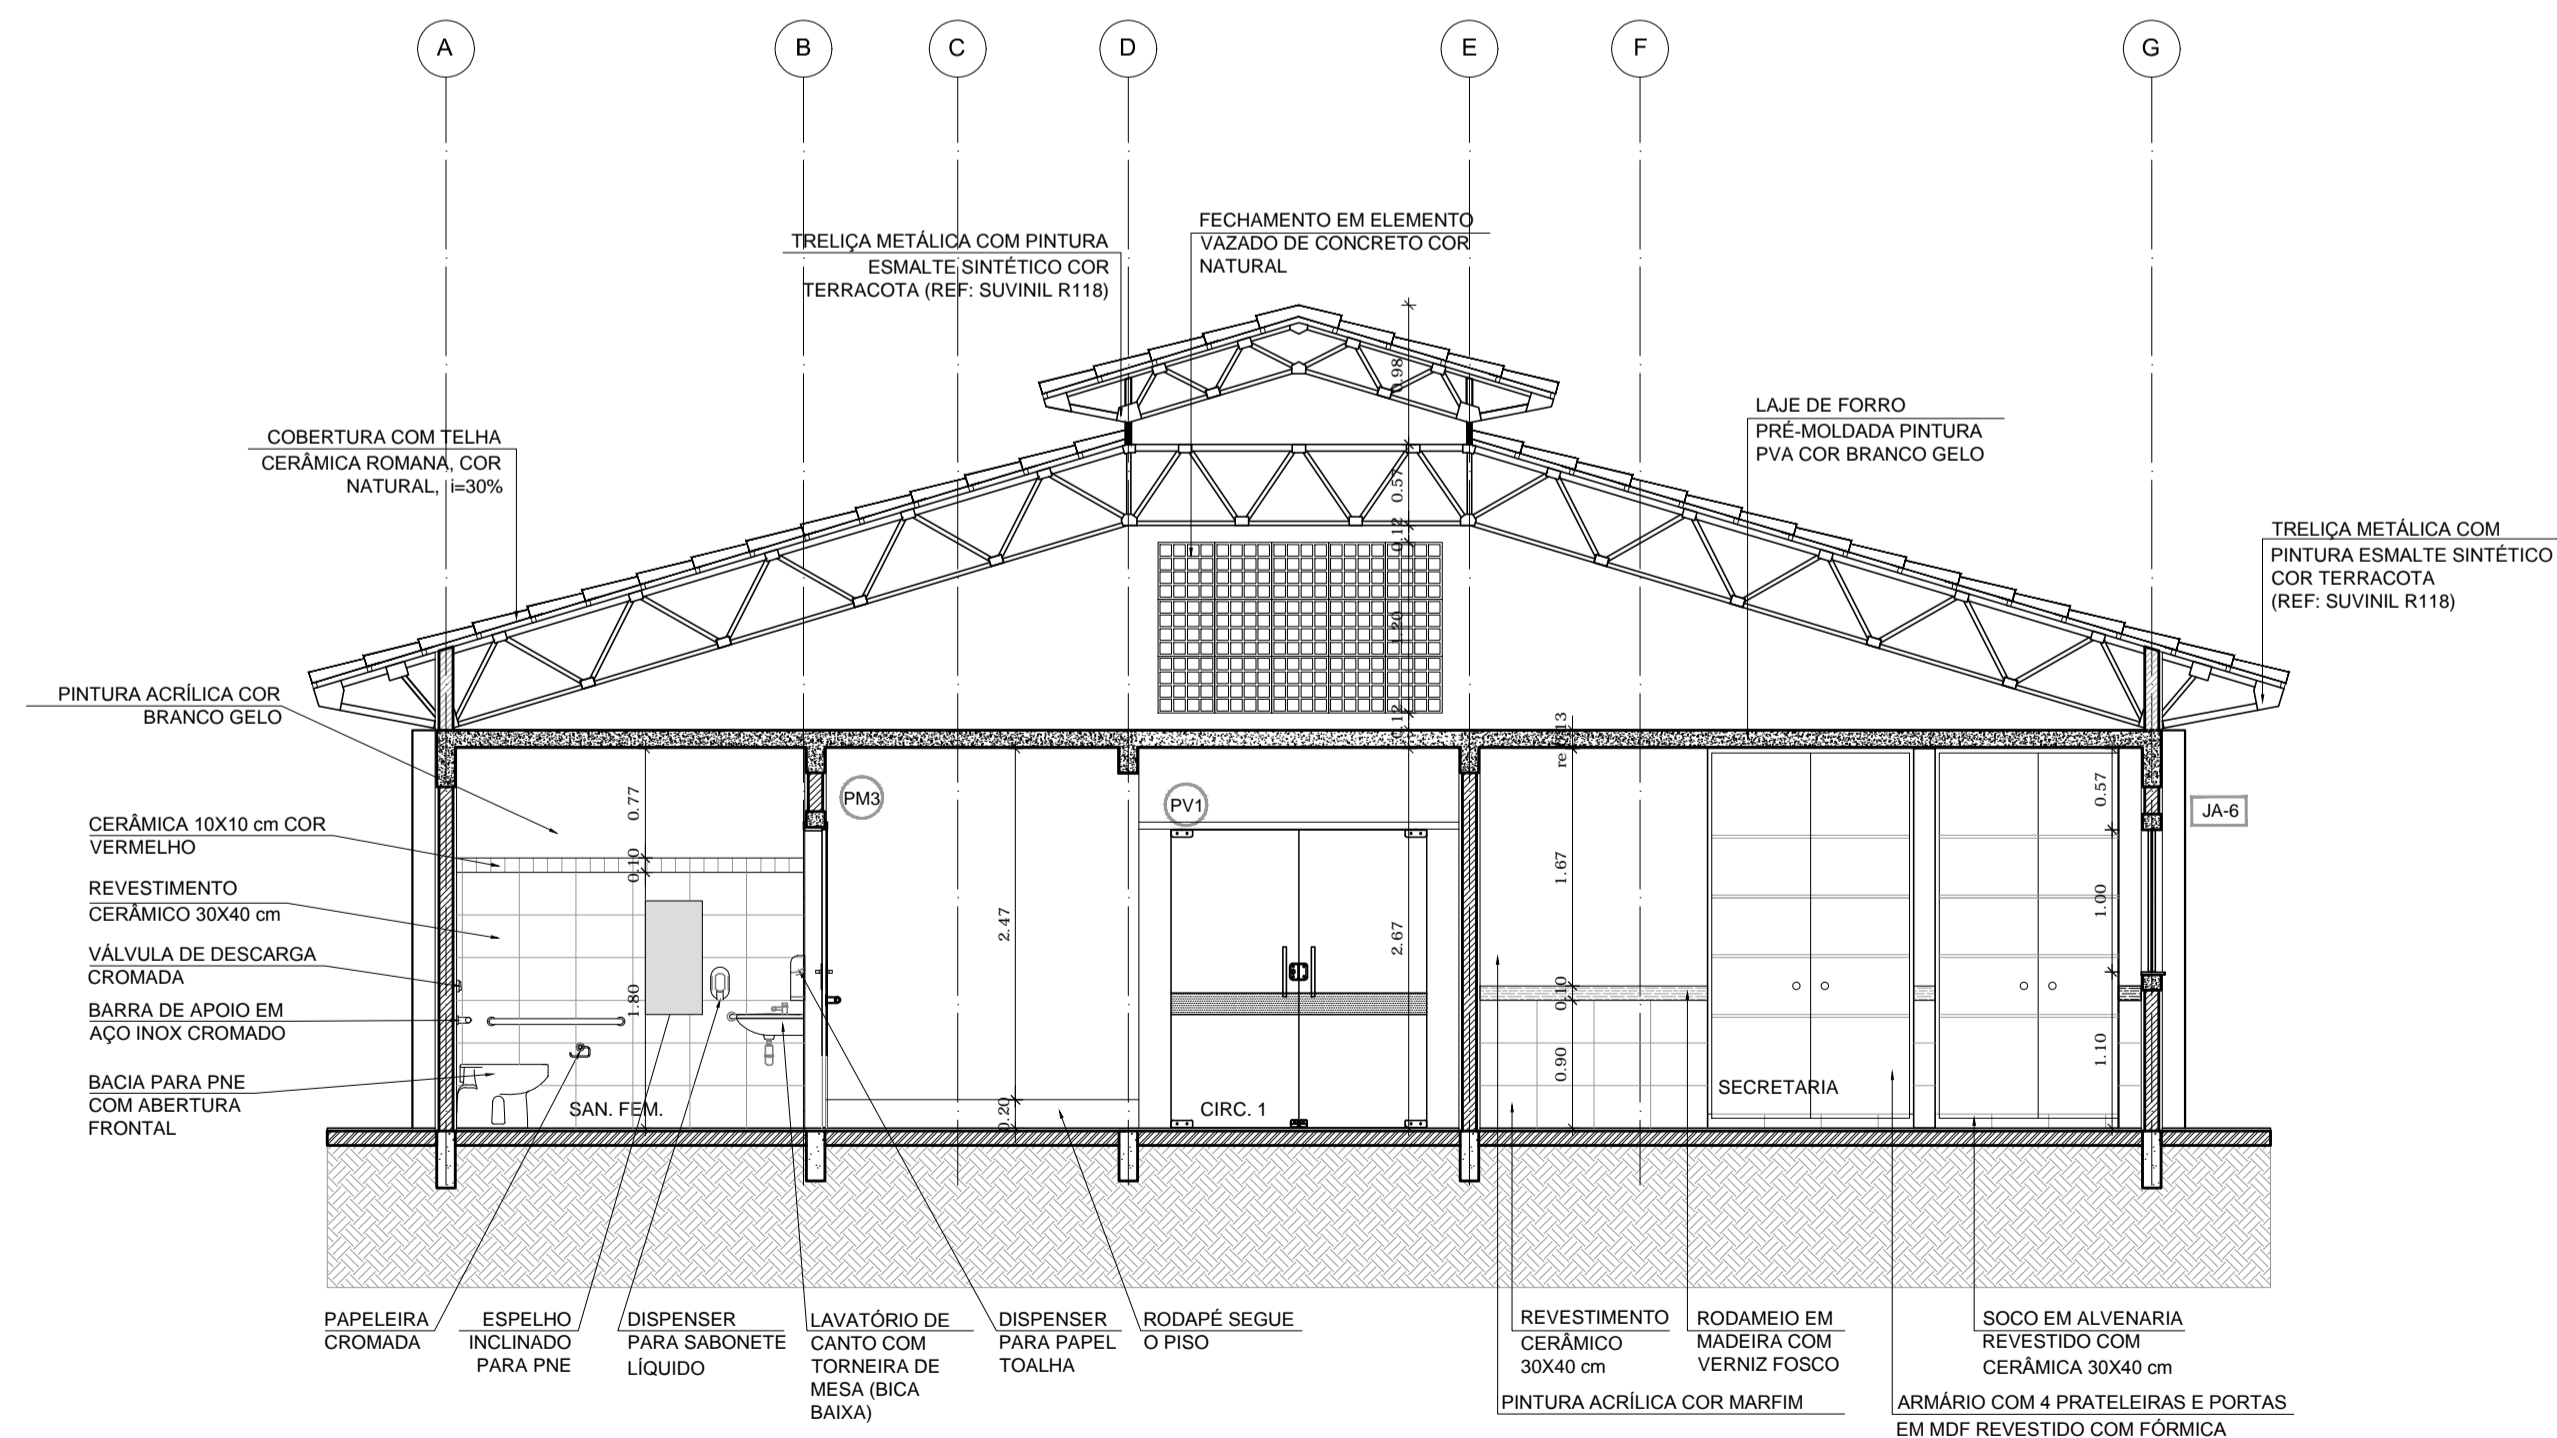 A
B
C
D
E
F
G
FECHAMENTO EM ELEMENTO
VAZADO DE CONCRETO COR
NATURAL
TRELIÇA METÁLICA COM PINTURA
ESMALTE SINTÉTICO COR
TERRACOTA (REF: SUVINIL R118)
0.98
COBERTURA COM TELHA
CERÂMICA ROMANA, COR
NATURAL, i=30%
LAJE DE FORRO
PRÉ-MOLDADA PINTURA
PVA COR BRANCO GELO
0.57
0.12
1.20
0.12
TRELIÇA METÁLICA COM
PINTURA ESMALTE SINTÉTICO
COR TERRACOTA
(REF: SUVINIL R118)
PINTURA ACRÍLICA COR
BRANCO GELO
CERÂMICA 10X10 cm COR
VERMELHO
REVESTIMENTO
CERÂMICO 30X40 cm
VÁLVULA DE DESCARGA
CROMADA
BARRA DE APOIO EM
AÇO INOX CROMADO
BACIA PARA PNE
COM ABERTURA
FRONTAL
0.77
0.10
1.80
SAN. FEM.
PM3
2.47
0.20
PV1
2.67
CIRC. 1
0.13
1.67
0.10
0.90
SECRETARIA
0.57
1.00
1.10
JA-6
PAPELEIRA
CROMADA
ESPELHO
INCLINADO
PARA PNE
DISPENSER
PARA SABONETE
LÍQUIDO
LAVATÓRIO DE
CANTO COM
TORNEIRA DE
MESA (BICA
BAIXA)
DISPENSER
PARA PAPEL
TOALHA
RODAPÉ SEGUE
O PISO
REVESTIMENTO
CERÂMICO
30X40 cm
RODAMEIO EM
MADEIRA COM
VERNIZ FOSCO
SOCO EM ALVENARIA
REVESTIDO COM
CERÂMICA 30X40 cm
PINTURA ACRÍLICA COR MARFIM
ARMÁRIO COM 4 PRATELEIRAS E PORTAS
EM MDF REVESTIDO COM FÓRMICA